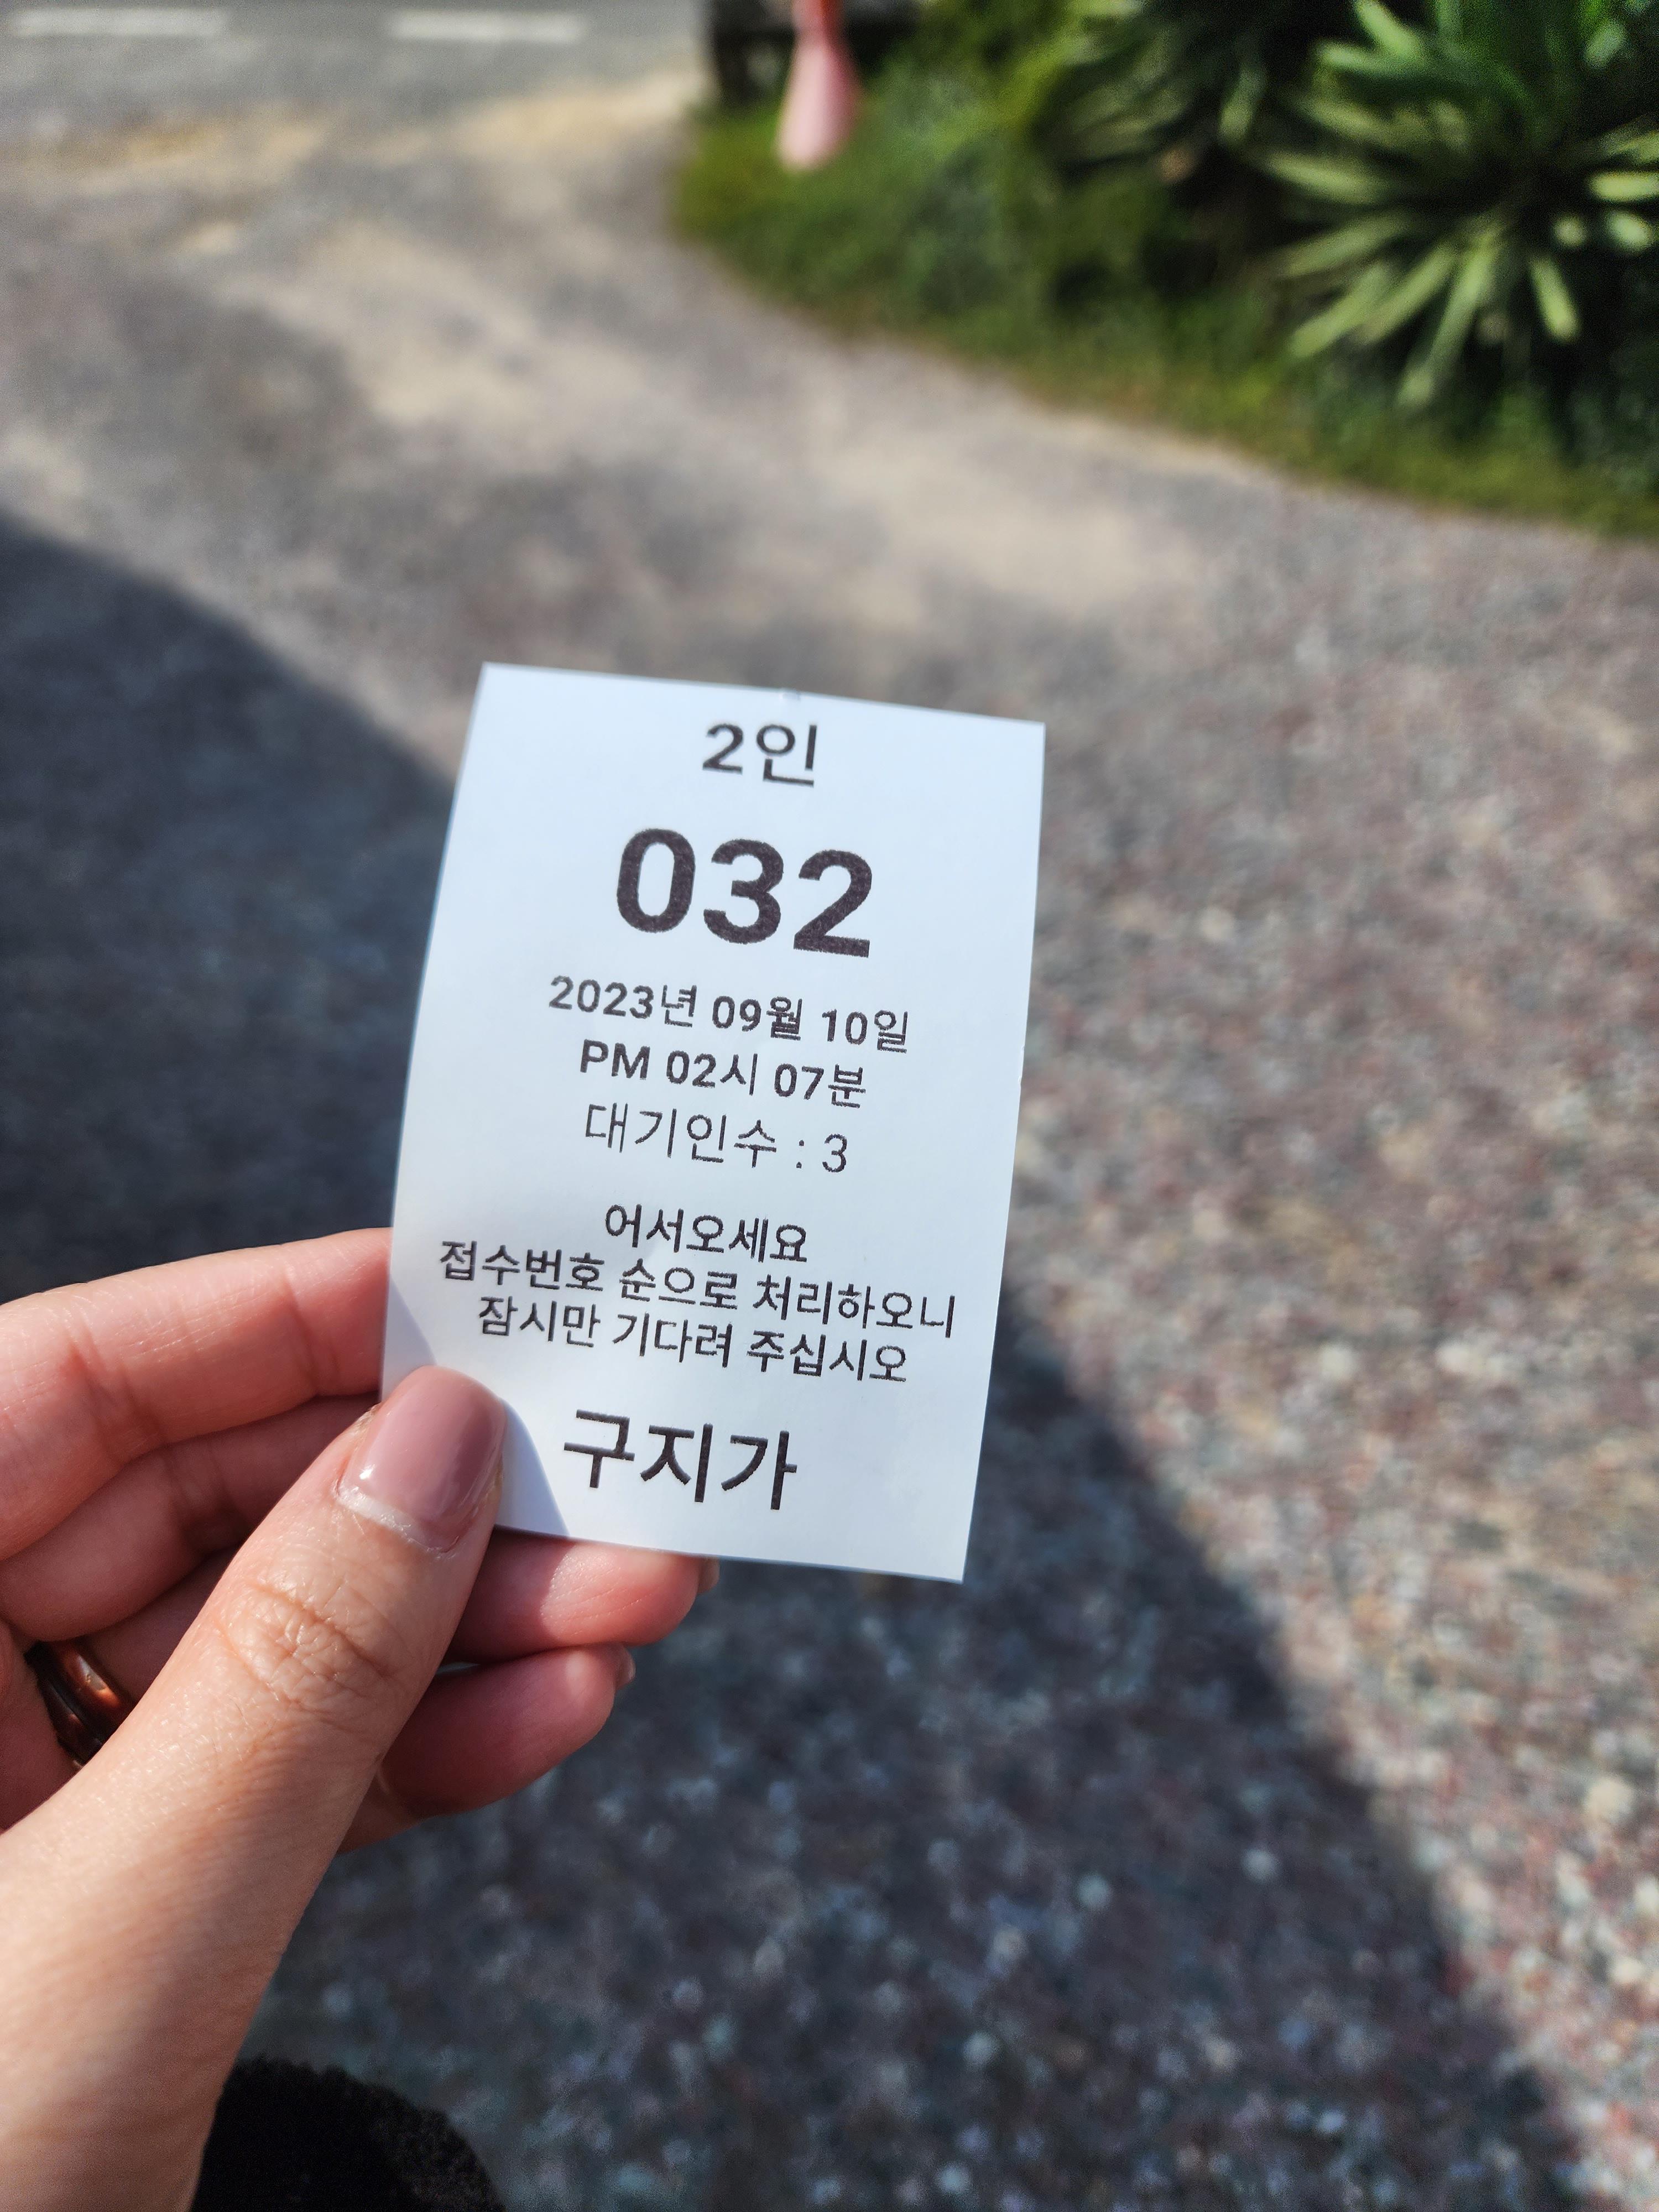 2인
032
2023년 09월 10일
PM 02시 07분
대기인수 : 3
어서오세요
접수번호 순으로 처리하오니
잠시만 기다려 주십시오
구지가